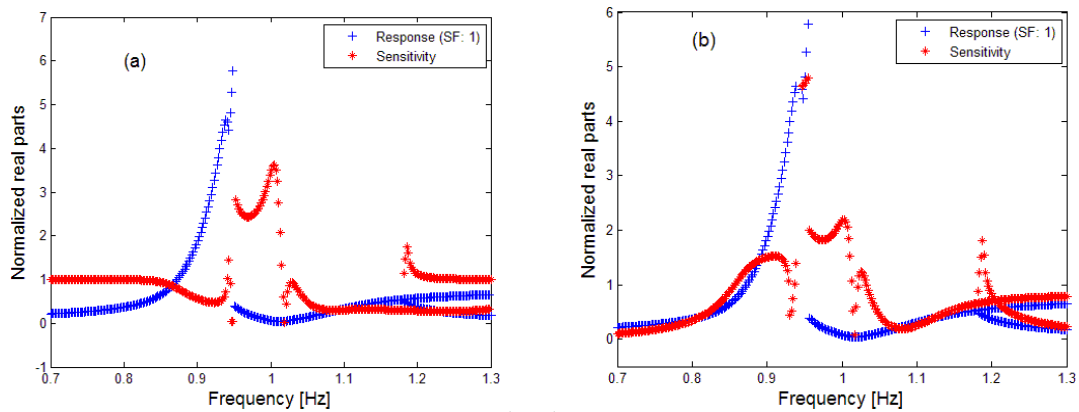 7
6
5
4
3
2
1
0
-1
Normalized real parts
(a)
Response (SF: 1)
Sensitivity
0.7 0.8 0.9 1 1.1 1.2 1.3
Frequency [Hz]
6
5
4
3
2
1
0
Normalized real parts
(b)
Response (SF: 1)
Sensitivity
0.7 0.8 0.9 1 1.1 1.2 1.3
Frequency [Hz]